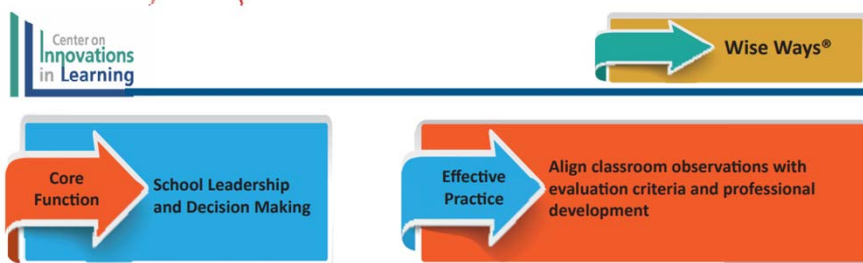 Center on
Innovations
in Learning
Wise Ways®
Core
Function
School Leadership
and Decision Making
Effective
Practice
Align classroom observations with
evaluation criteria and professional
development